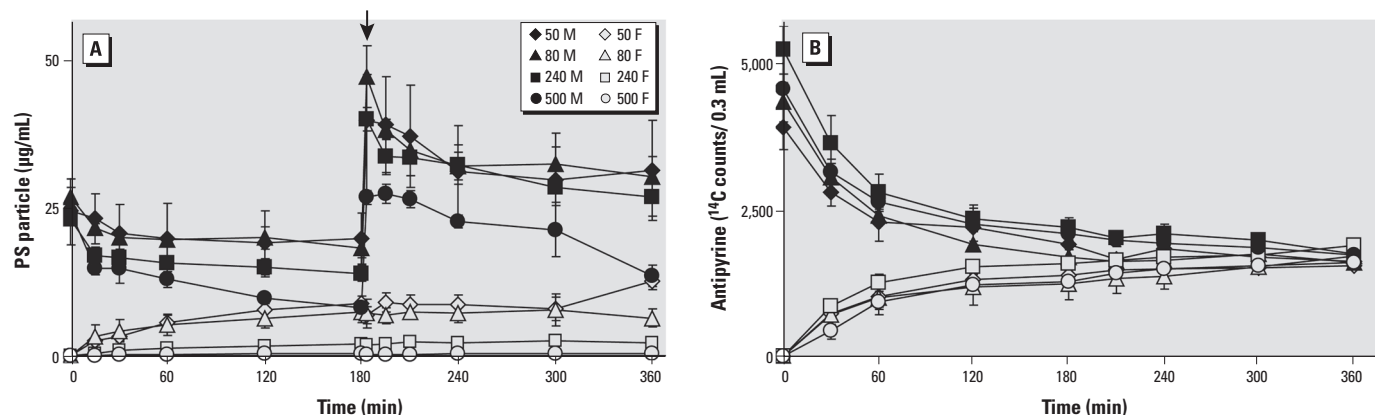 A
50 M 50 F
80 M 80 F
240 M 240 F
500 M 500 F
50
25
0
PS particle (µg/mL)
0 60 120 180 240 300 360
Time (min)
B
5,000
2,500
0
Antipyrine (¹⁴C counts/ 0.3 mL)
0 60 120 180 240 300 360
Time (min)